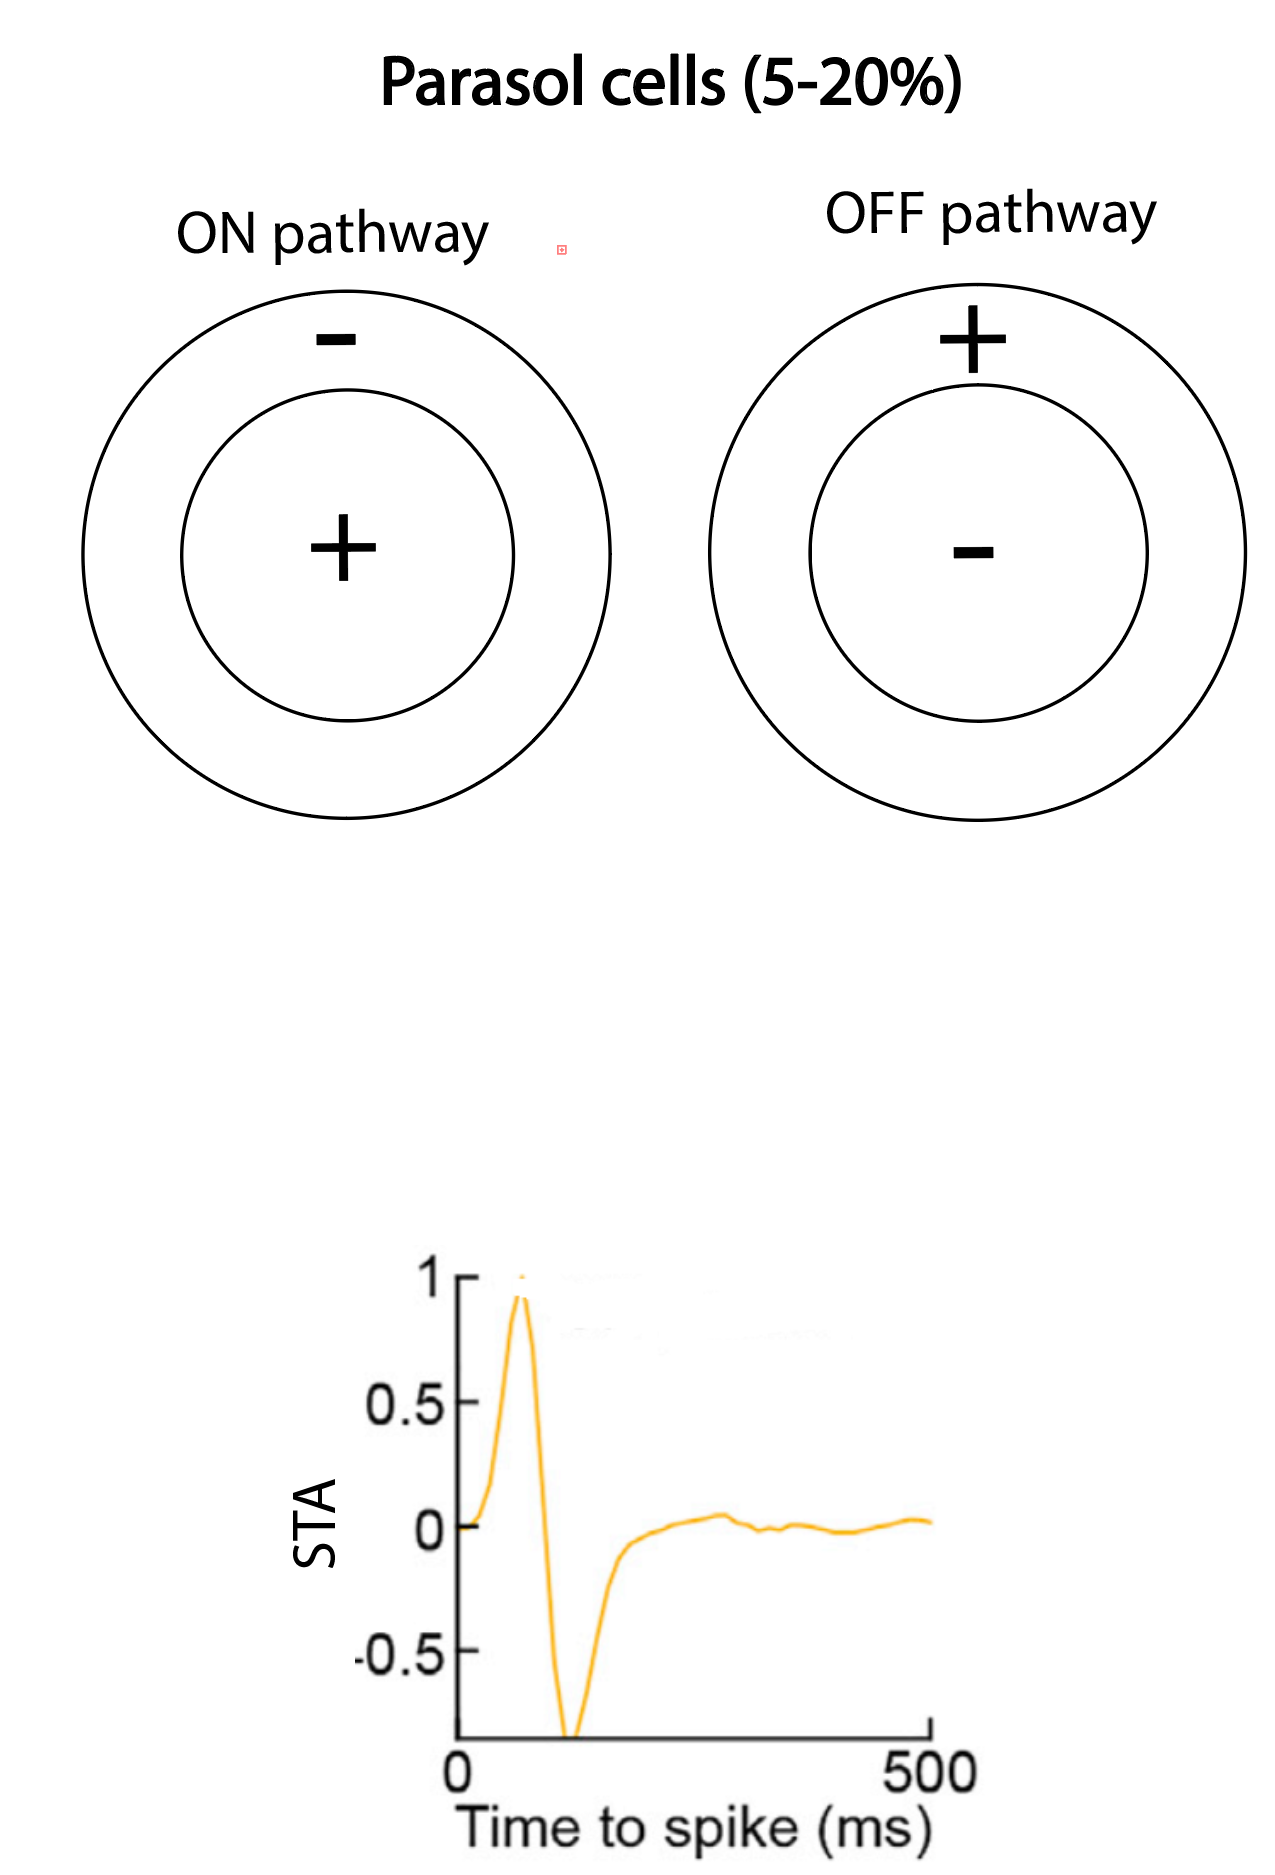 Parasol cells (5-20%)
ON pathway
OFF pathway
-
+
+
-
1
0.5
0
-0.5
STA
0
500
Time to spike (ms)